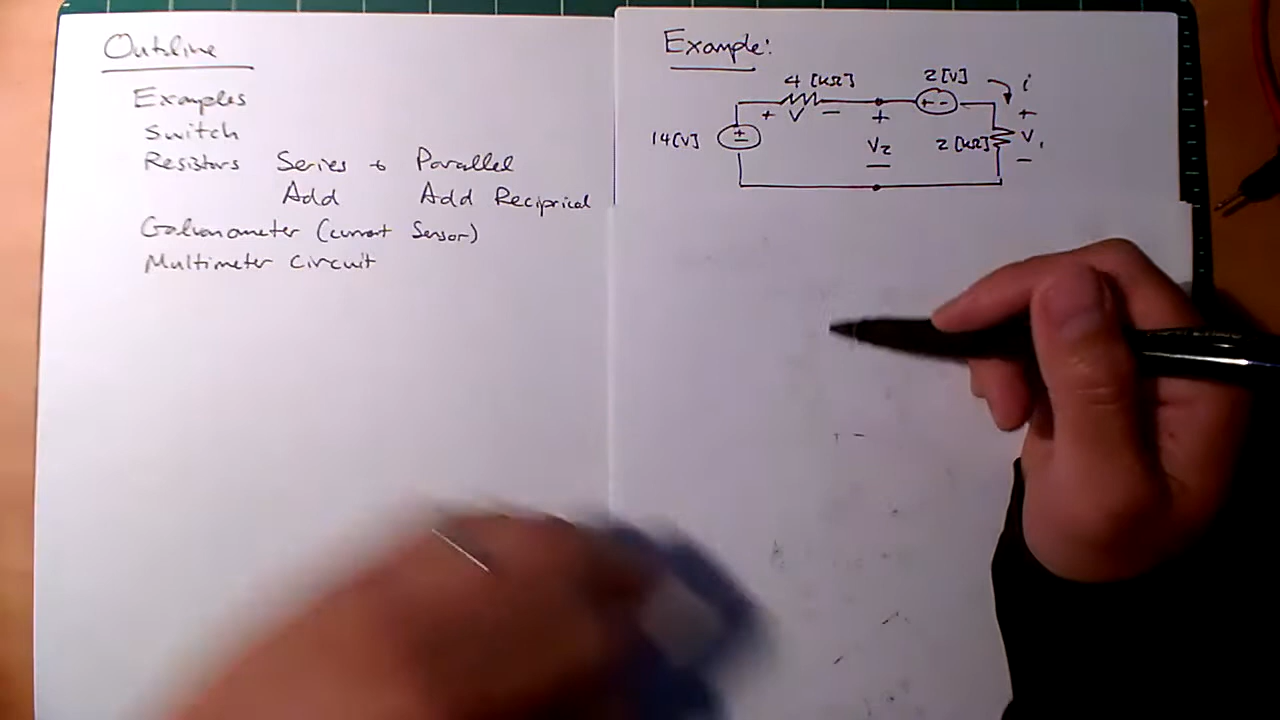 Outline
Examples
Switch
Resistors Series + Parallel
Add Add Reciprical
Galvanometer (current Sensor)
Multimeter circuit
Example:
4 [kΩ] 2 [V] i
+ V − + − +
14 [V] ± + 2 [kΩ] V1
V2 −
−